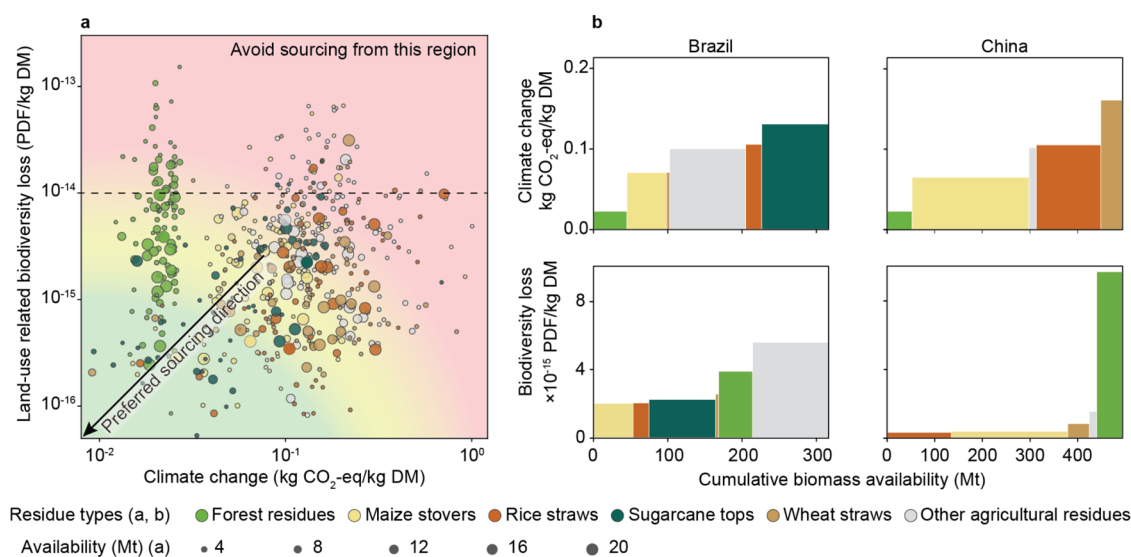 a
Avoid sourcing from this region
Land-use related biodiversity loss (PDF/kg DM)
10⁻¹³
10⁻¹⁴
10⁻¹⁵
10⁻¹⁶
Preferred sourcing direction
10⁻² 10⁻¹ 10⁰
Climate change (kg CO₂-eq/kg DM)
b
Brazil China
Climate change
kg CO₂-eq/kg DM
0.2
0.1
0.0
Biodiversity loss
×10⁻¹⁵ PDF/kg DM
8
4
0
0 100 200 300 0 100 200 300 400
Cumulative biomass availability (Mt)
Residue types (a, b) Forest residues Maize stovers Rice straws Sugarcane tops Wheat straws Other agricultural residues
Availability (Mt) (a) 4 8 12 16 20